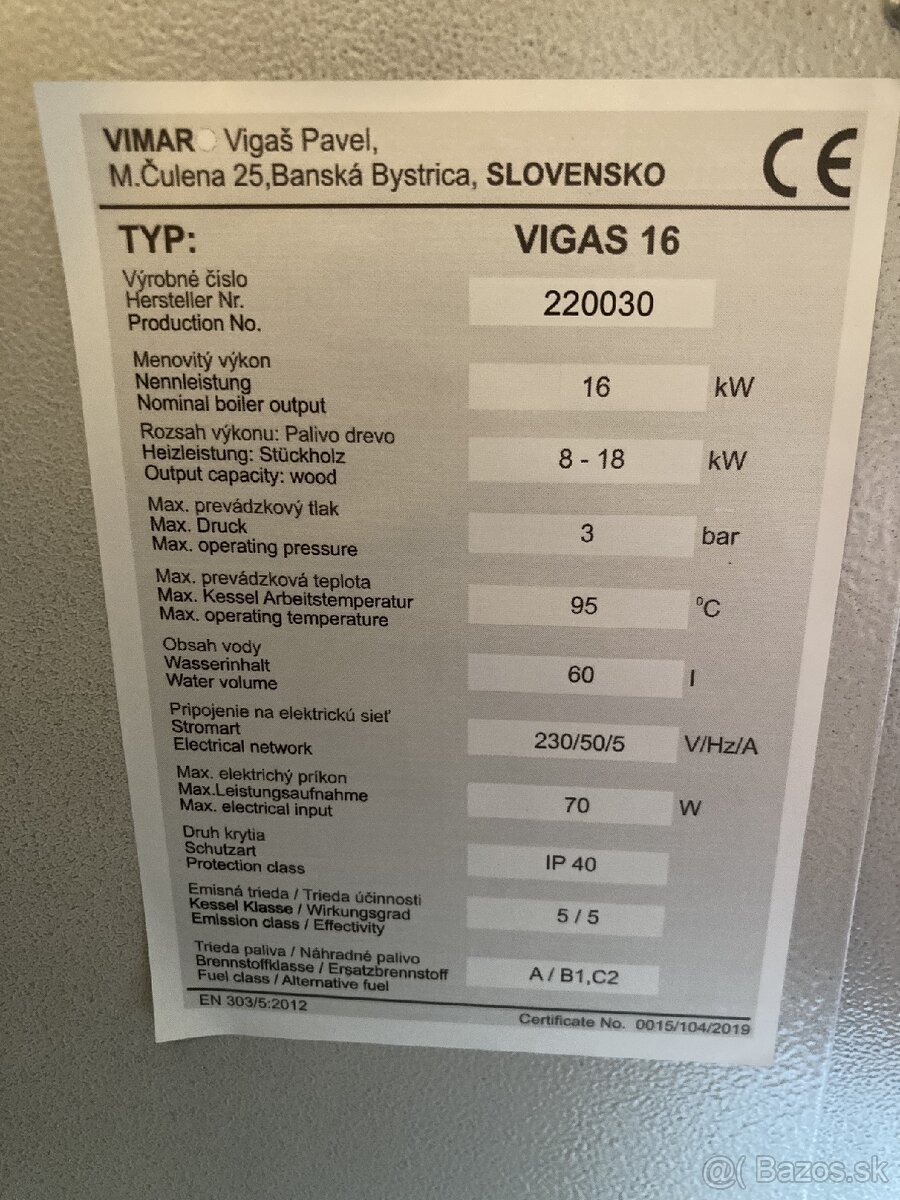 VIMAR Vigaš Pavel,
M.Čulena 25,Banská Bystrica, SLOVENSKO
CE
TYP: VIGAS 16
Výrobné číslo
Hersteller Nr.
Production No.
220030
Menovitý výkon
Nennleistung
Nominal boiler output
16 kW
Rozsah výkonu: Palivo drevo
Heizleistung: Stückholz
Output capacity: wood
8 - 18 kW
Max. prevádzkový tlak
Max. Druck
Max. operating pressure
3 bar
Max. prevádzková teplota
Max. Kessel Arbeitstemperatur
Max. operating temperature
95 ⁰C
Obsah vody
Wasserinhalt
Water volume
60 l
Pripojenie na elektrickú sieť
Stromart
Electrical network
230/50/5 V/Hz/A
Max. elektrichý príkon
Max.Leistungsaufnahme
Max. electrical input
70 W
Druh krytia
Schutzart
Protection class
IP 40
Emisná trieda / Trieda účinnosti
Kessel Klasse / Wirkungsgrad
Emission class / Effectivity
5 / 5
Trieda paliva / Náhradné palivo
Brennstoffklasse / Ersatzbrennstoff
Fuel class / Alternative fuel
A / B1,C2
EN 303/5:2012
Certificate No. 0015/104/2019
@( Bazos.sk